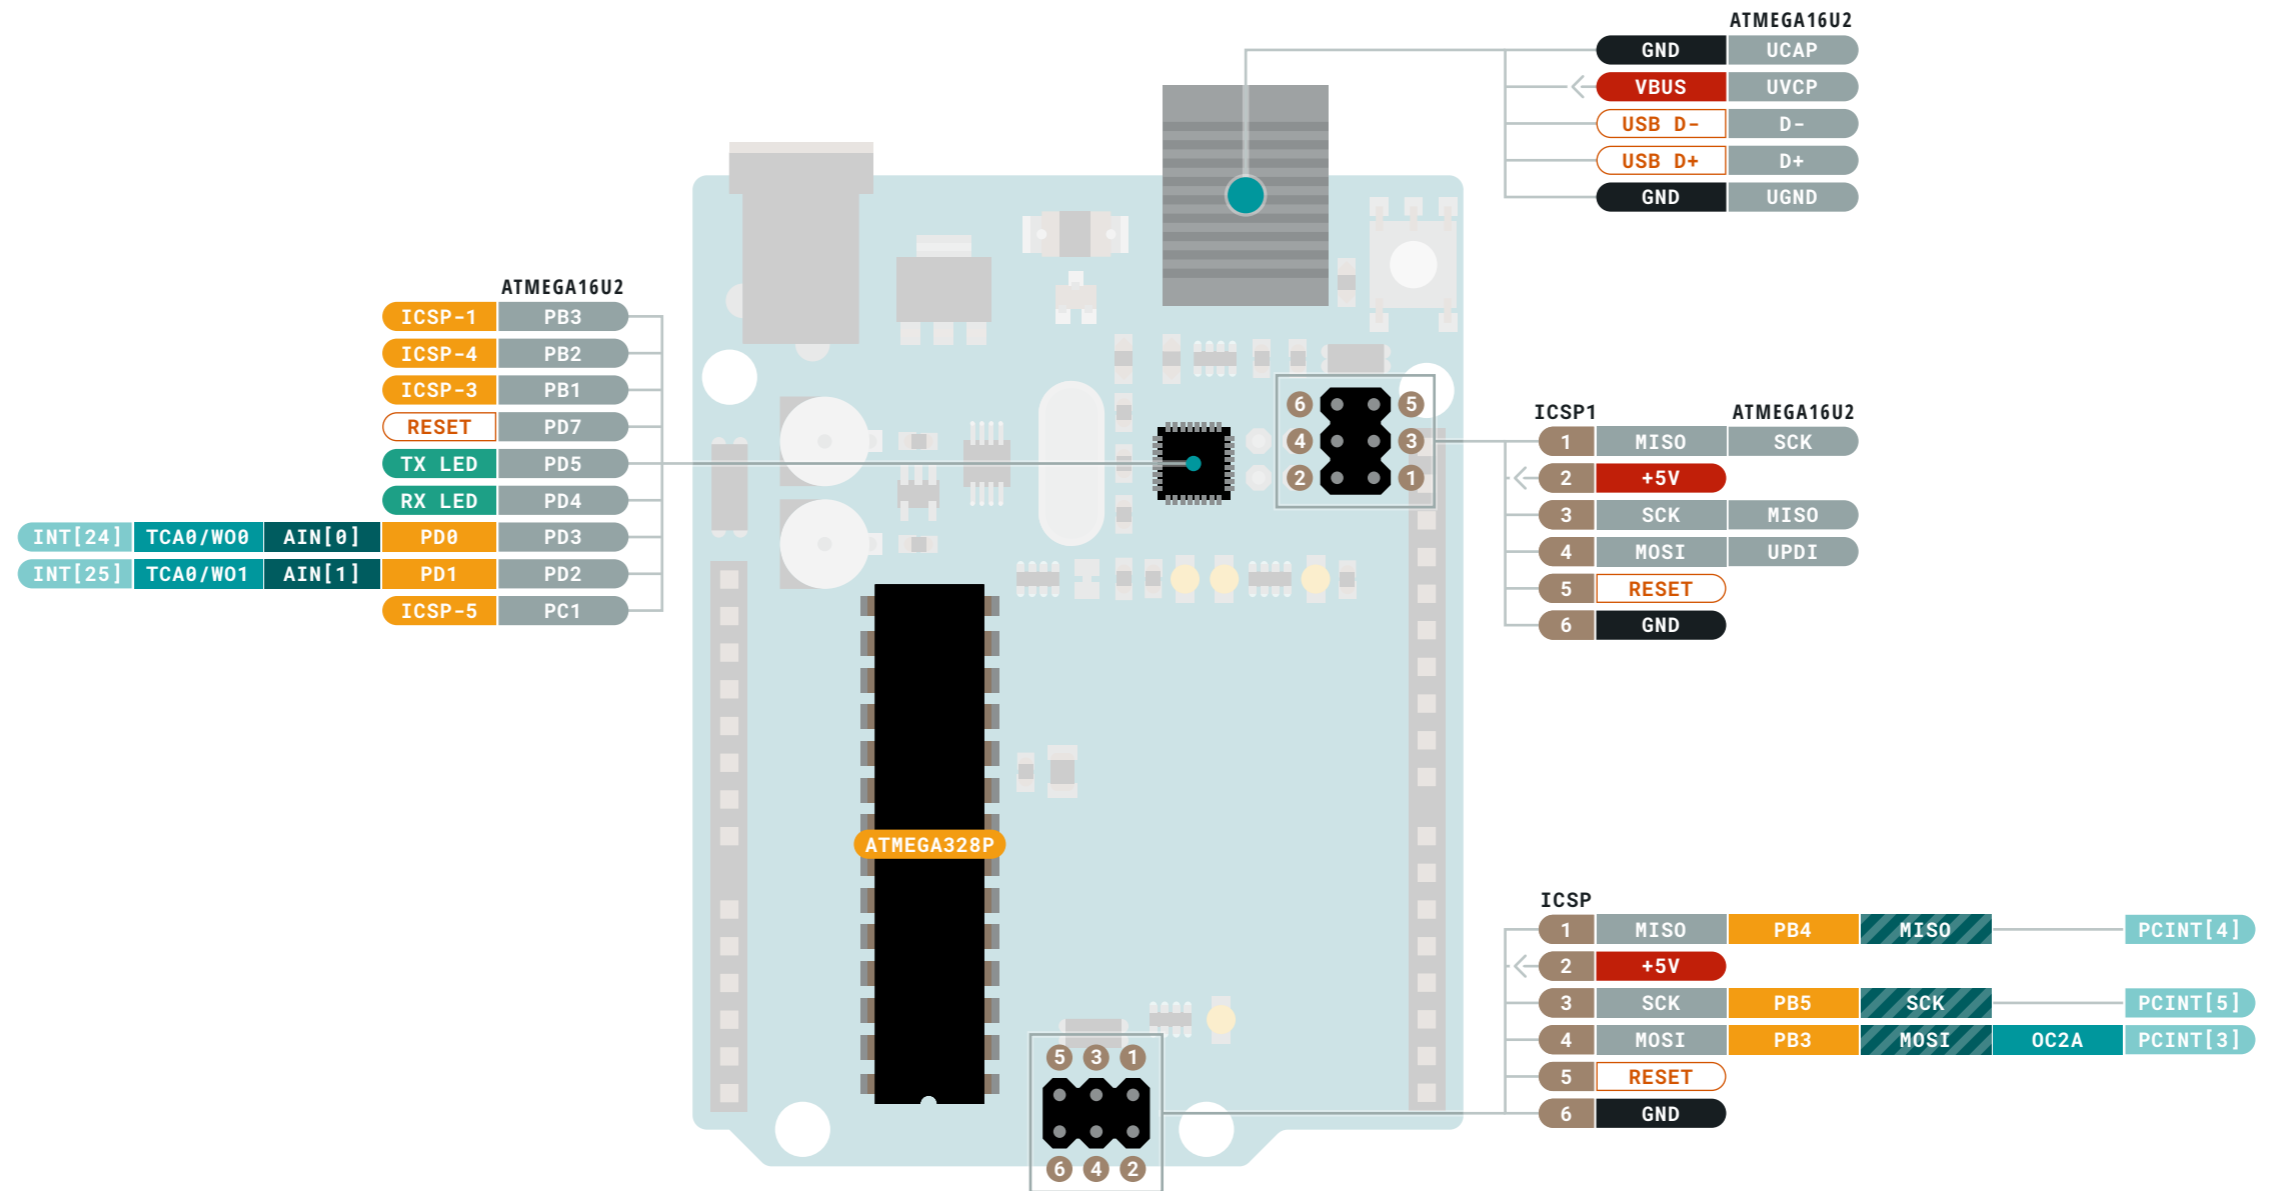 ATMEGA16U2
GND UCAP
VBUS UVCP
USB D- D-
USB D+ D+
GND UGND
ATMEGA16U2
ICSP-1 PB3
ICSP-4 PB2
ICSP-3 PB1
RESET PD7
TX LED PD5
RX LED PD4
INT[24] TCA0/WO0 AIN[0] PD0 PD3
INT[25] TCA0/WO1 AIN[1] PD1 PD2
ICSP-5 PC1
6 5
4 3
2 1
ICSP1 ATMEGA16U2
1 MISO SCK
2 +5V
3 SCK MISO
4 MOSI UPDI
5 RESET
6 GND
ATMEGA328P
ICSP
1 MISO PB4 MISO PCINT[4]
2 +5V
3 SCK PB5 SCK PCINT[5]
4 MOSI PB3 MOSI OC2A PCINT[3]
5 RESET
6 GND
5 3 1
6 4 2